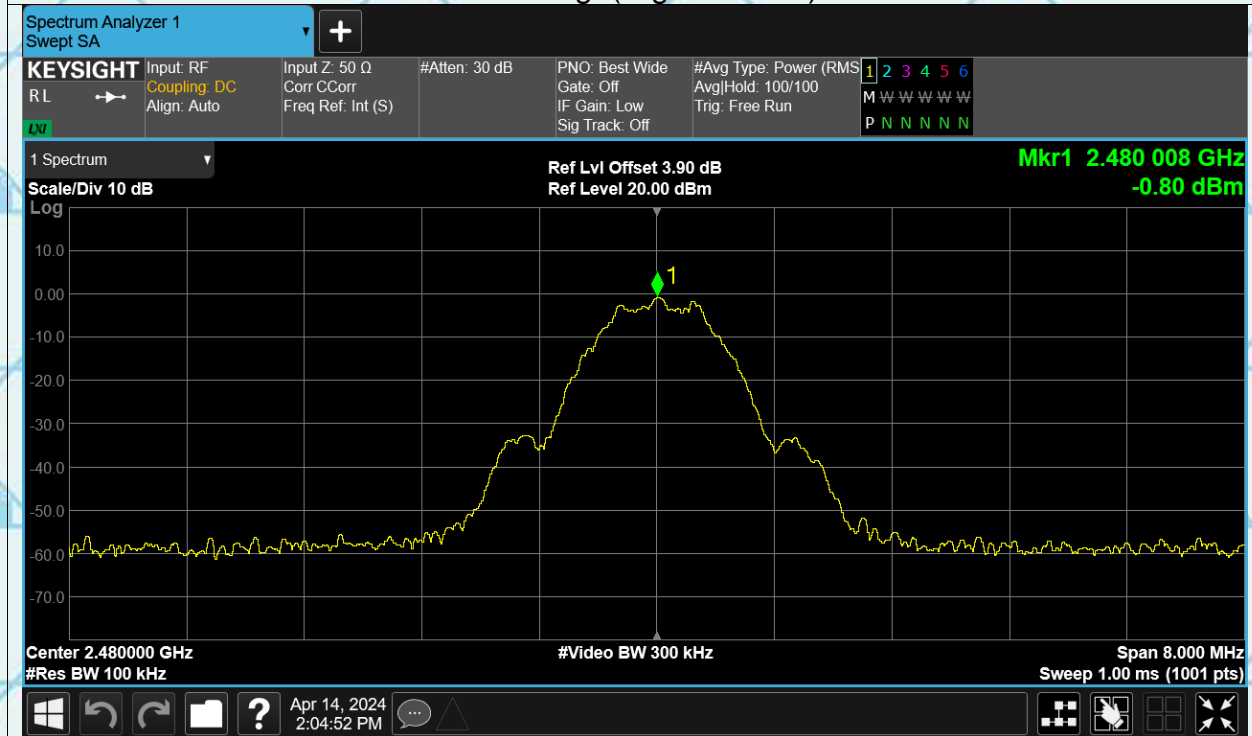 Spectrum Analyzer 1
Swept SA
+
KEYSIGHT
RL
LXI
Input: RF
Coupling: DC
Align: Auto
Input Z: 50 Ω
Corr CCorr
Freq Ref: Int (S)
#Atten: 30 dB
PNO: Best Wide
Gate: Off
IF Gain: Low
Sig Track: Off
#Avg Type: Power (RMS
Avg|Hold: 100/100
Trig: Free Run
1 2 3 4 5 6
M W W W W W
P N N N N N
1 Spectrum
Scale/Div 10 dB
Log
Ref Lvl Offset 3.90 dB
Ref Level 20.00 dBm
Mkr1 2.480 008 GHz
-0.80 dBm
1
10.0
0.00
-10.0
-20.0
-30.0
-40.0
-50.0
-60.0
-70.0
Center 2.480000 GHz
#Res BW 100 kHz
#Video BW 300 kHz
Span 8.000 MHz
Sweep 1.00 ms (1001 pts)
?
Apr 14, 2024
2:04:52 PM